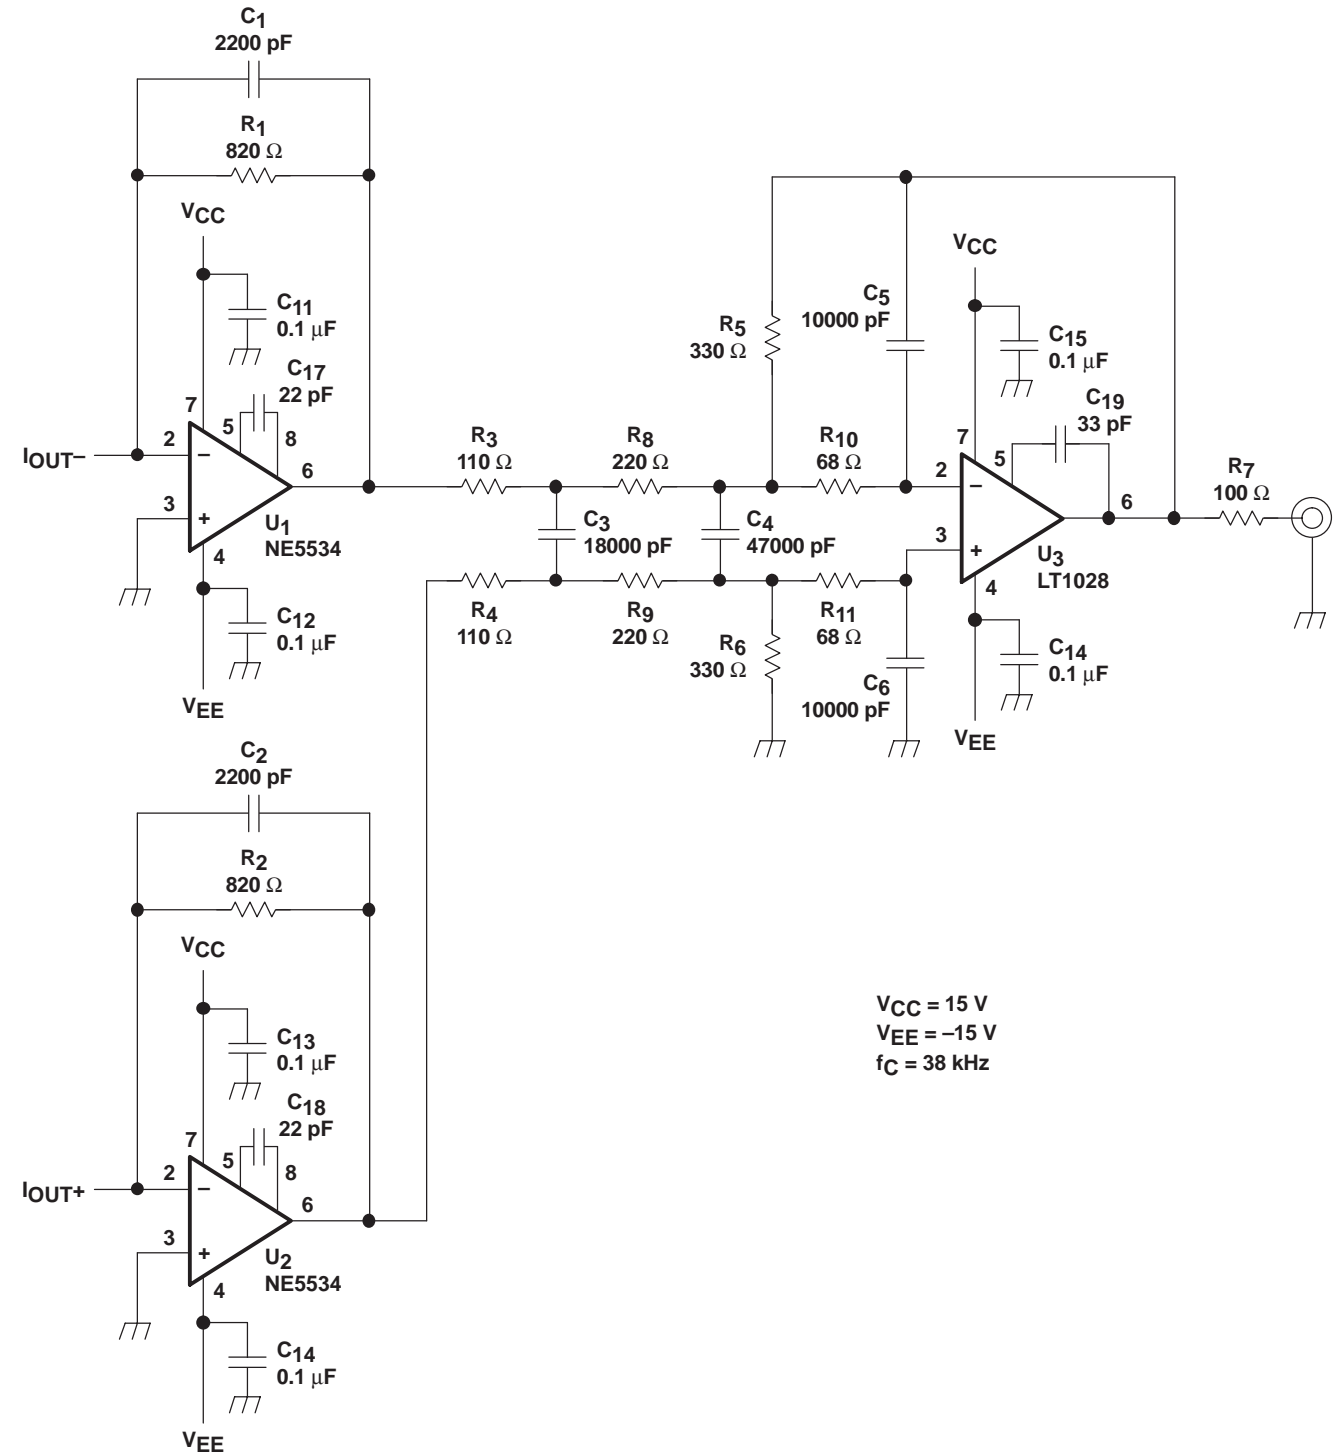 C1
2200 pF
R1
820 Ω
VCC
C11
0.1 μF
C17
22 pF
7
5
8
2
IOUT–
–
6
3
+
U1
NE5534
4
C12
0.1 μF
VEE
R3
110 Ω
R8
220 Ω
R10
68 Ω
R5
330 Ω
C5
10000 pF
VCC
C15
0.1 μF
C19
33 pF
7
5
2
–
6
R7
100 Ω
C3
18000 pF
C4
47000 pF
3
+
U3
LT1028
4
R4
110 Ω
R9
220 Ω
R11
68 Ω
R6
330 Ω
C6
10000 pF
C14
0.1 μF
VEE
C2
2200 pF
R2
820 Ω
VCC
C13
0.1 μF
C18
22 pF
7
5
8
2
IOUT+
–
6
3
+
U2
NE5534
4
C14
0.1 μF
VEE
VCC = 15 V
VEE = –15 V
fC = 38 kHz